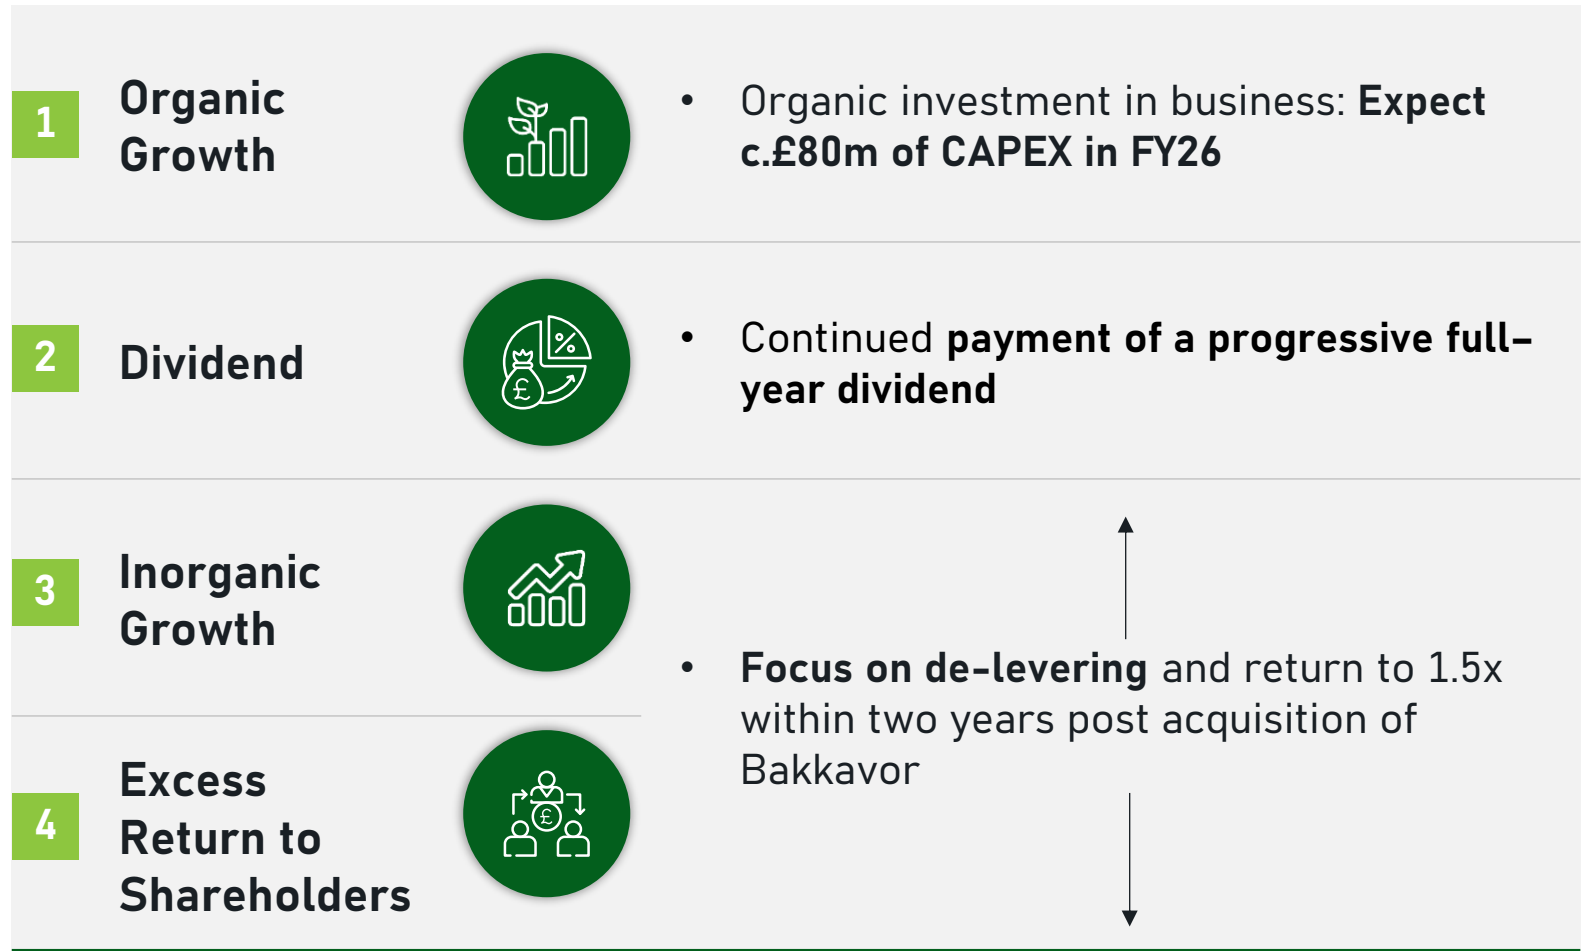 1
Organic
Growth
• Organic investment in business: Expect
c.£80m of CAPEX in FY26
2
Dividend
%
£
• Continued payment of a progressive full–
year dividend
3
Inorganic
Growth
• Focus on de-levering and return to 1.5x
within two years post acquisition of
Bakkavor
4
Excess
Return to
Shareholders
£